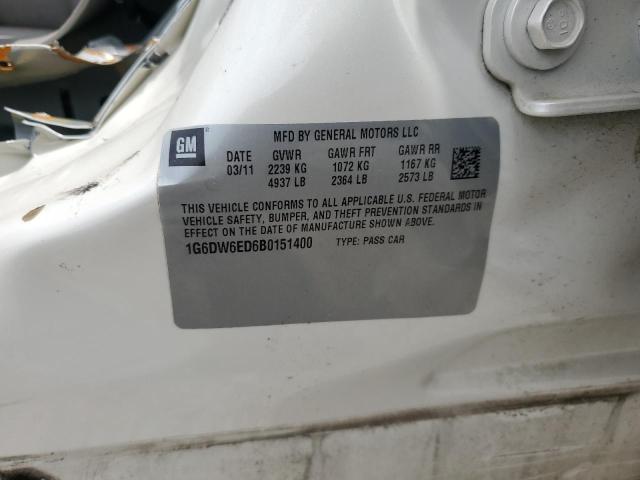 GM
MFD BY GENERAL MOTORS LLC
DATE GVWR GAWR FRT GAWR RR
03/11 2239 KG 1072 KG 1167 KG
4937 LB 2364 LB 2573 LB
THIS VEHICLE CONFORMS TO ALL APPLICABLE U.S. FEDERAL MOTOR
VEHICLE SAFETY, BUMPER, AND THEFT PREVENTION STANDARDS IN
EFFECT ON THE DATE OF MANUFACTURE SHOWN ABOVE.
1G6DW6ED6B0151400 TYPE: PASS CAR